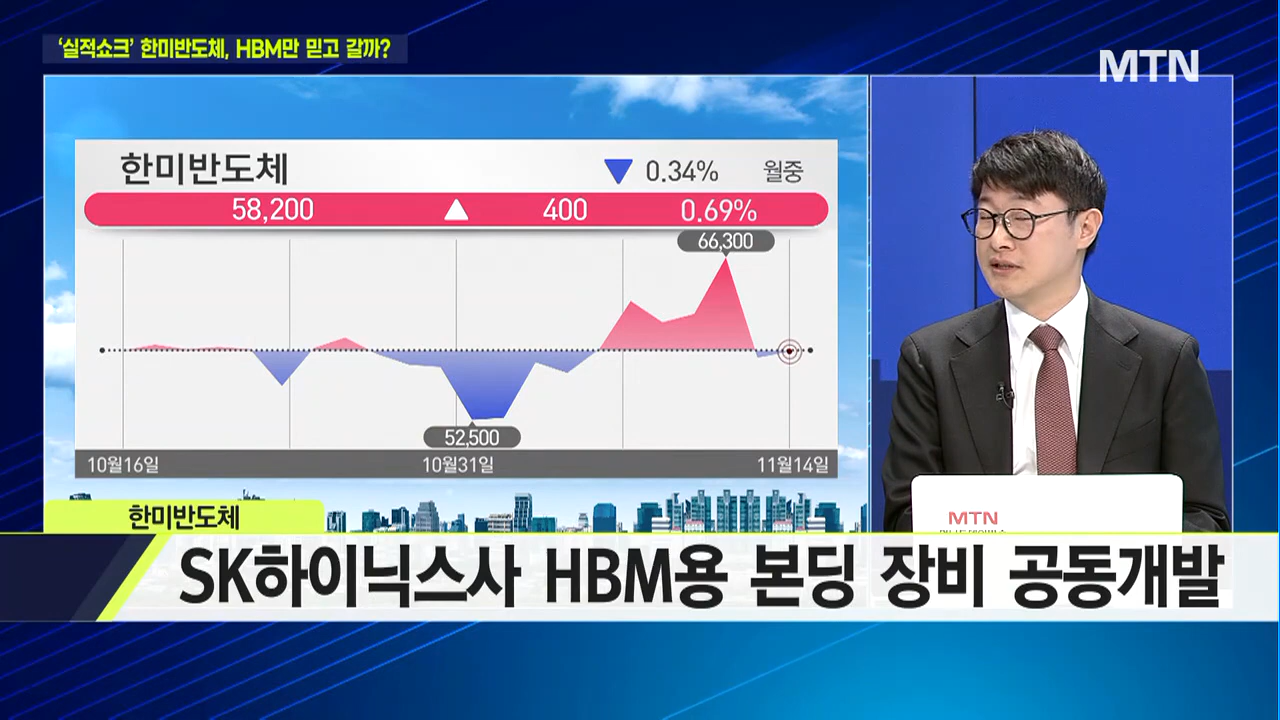 ‘실적쇼크’ 한미반도체, HBM만 믿고 갈까?
MTN
한미반도체
▼ 0.34% 월중
58,200 ▲ 400 0.69%
66,300
52,500
10월16일 10월31일 11월14일
MTN
한미반도체
SK하이닉스사 HBM용 본딩 장비 공동개발